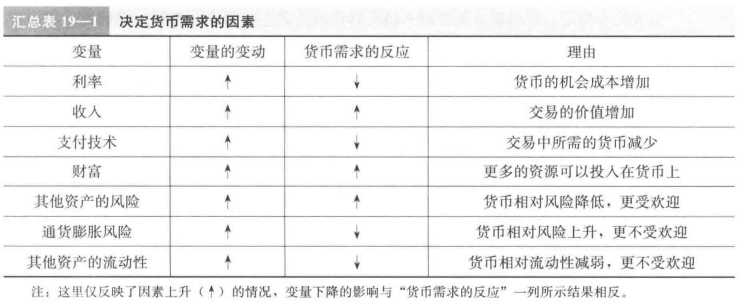 汇总表 19—1 决定货币需求的因素
变量 变量的变动 货币需求的反应 理由
利率 ↑ ↓ 货币的机会成本增加
收入 ↑ ↑ 交易的价值增加
支付技术 ↑ ↓ 交易中所需的货币减少
财富 ↑ ↑ 更多的资源可以投入在货币上
其他资产的风险 ↑ ↑ 货币相对风险降低，更受欢迎
通货膨胀风险 ↑ ↓ 货币相对风险上升，更不受欢迎
其他资产的流动性 ↑ ↓ 货币相对流动性减弱，更不受欢迎
注：这里仅反映了因素上升（↑）的情况，变量下降的影响与“货币需求的反应”一列所示结果相反。